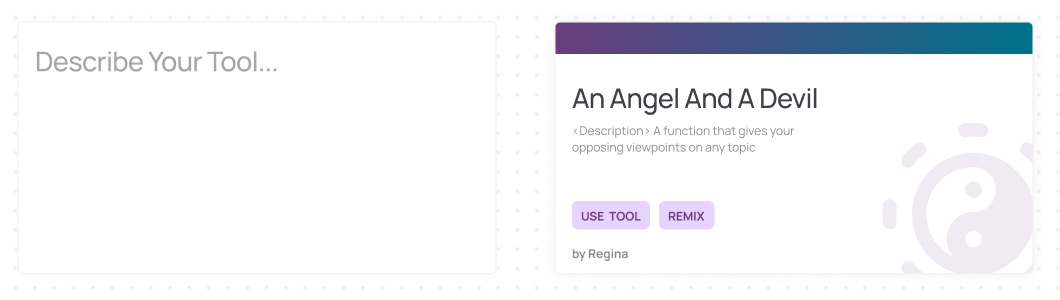 Describe Your Tool...
An Angel And A Devil
<Description> A function that gives your
opposing viewpoints on any topic
USE TOOL
REMIX
by Regina